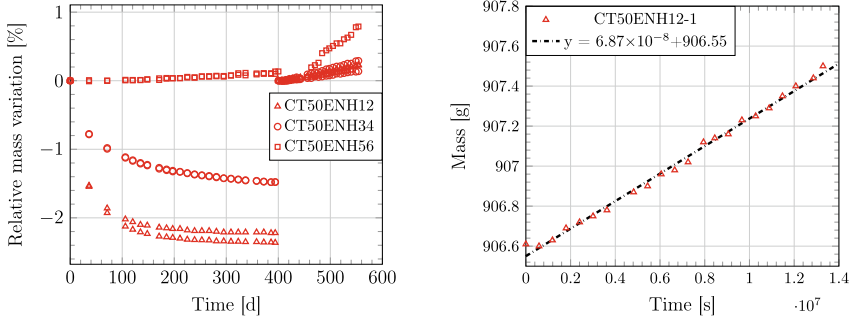 Relative mass variation [%]
0
−1
−2
0
100
200
300
400
500
600
Time [d]
CT50ENH12
CT50ENH34
CT50ENH56
Mass [g]
907.8
907.6
907.4
907.2
907
906.8
906.6
0
0.2
0.4
0.6
0.8
1
1.2
1.4
·10⁷
Time [s]
CT50ENH12-1
y = 6.87×10⁻⁸+906.55